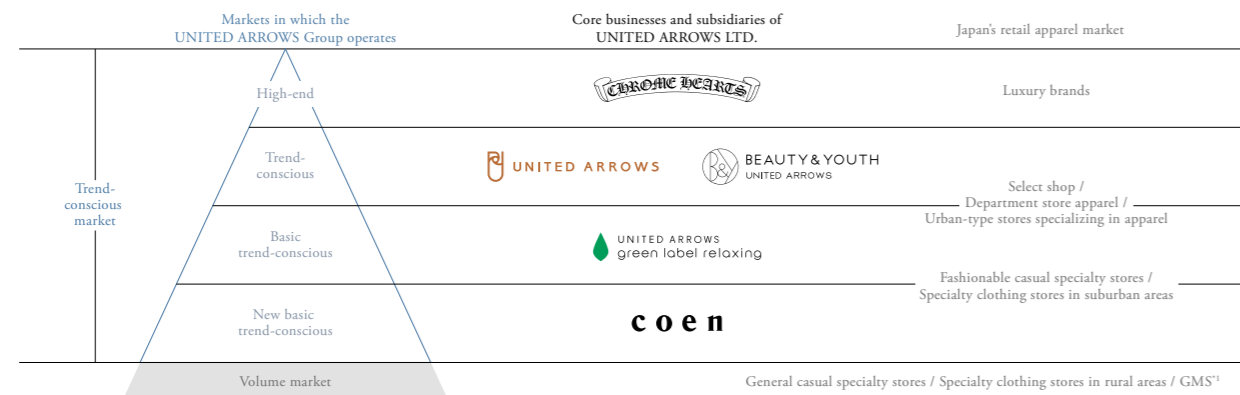 Markets in which the
UNITED ARROWS Group operates
Core businesses and subsidiaries of
UNITED ARROWS LTD.
Japan's retail apparel market
Trend-
conscious
market
High-end
CHROME HEARTS
Luxury brands
Trend-
conscious
UNITED ARROWS
B&Y
BEAUTY & YOUTH
UNITED ARROWS
Select shop /
Department store apparel /
Urban-type stores specializing in apparel
Basic
trend-conscious
UNITED ARROWS
green label relaxing
Fashionable casual specialty stores /
Specialty clothing stores in suburban areas
New basic
trend-conscious
coen
Volume market
General casual specialty stores / Specialty clothing stores in rural areas / GMS*1